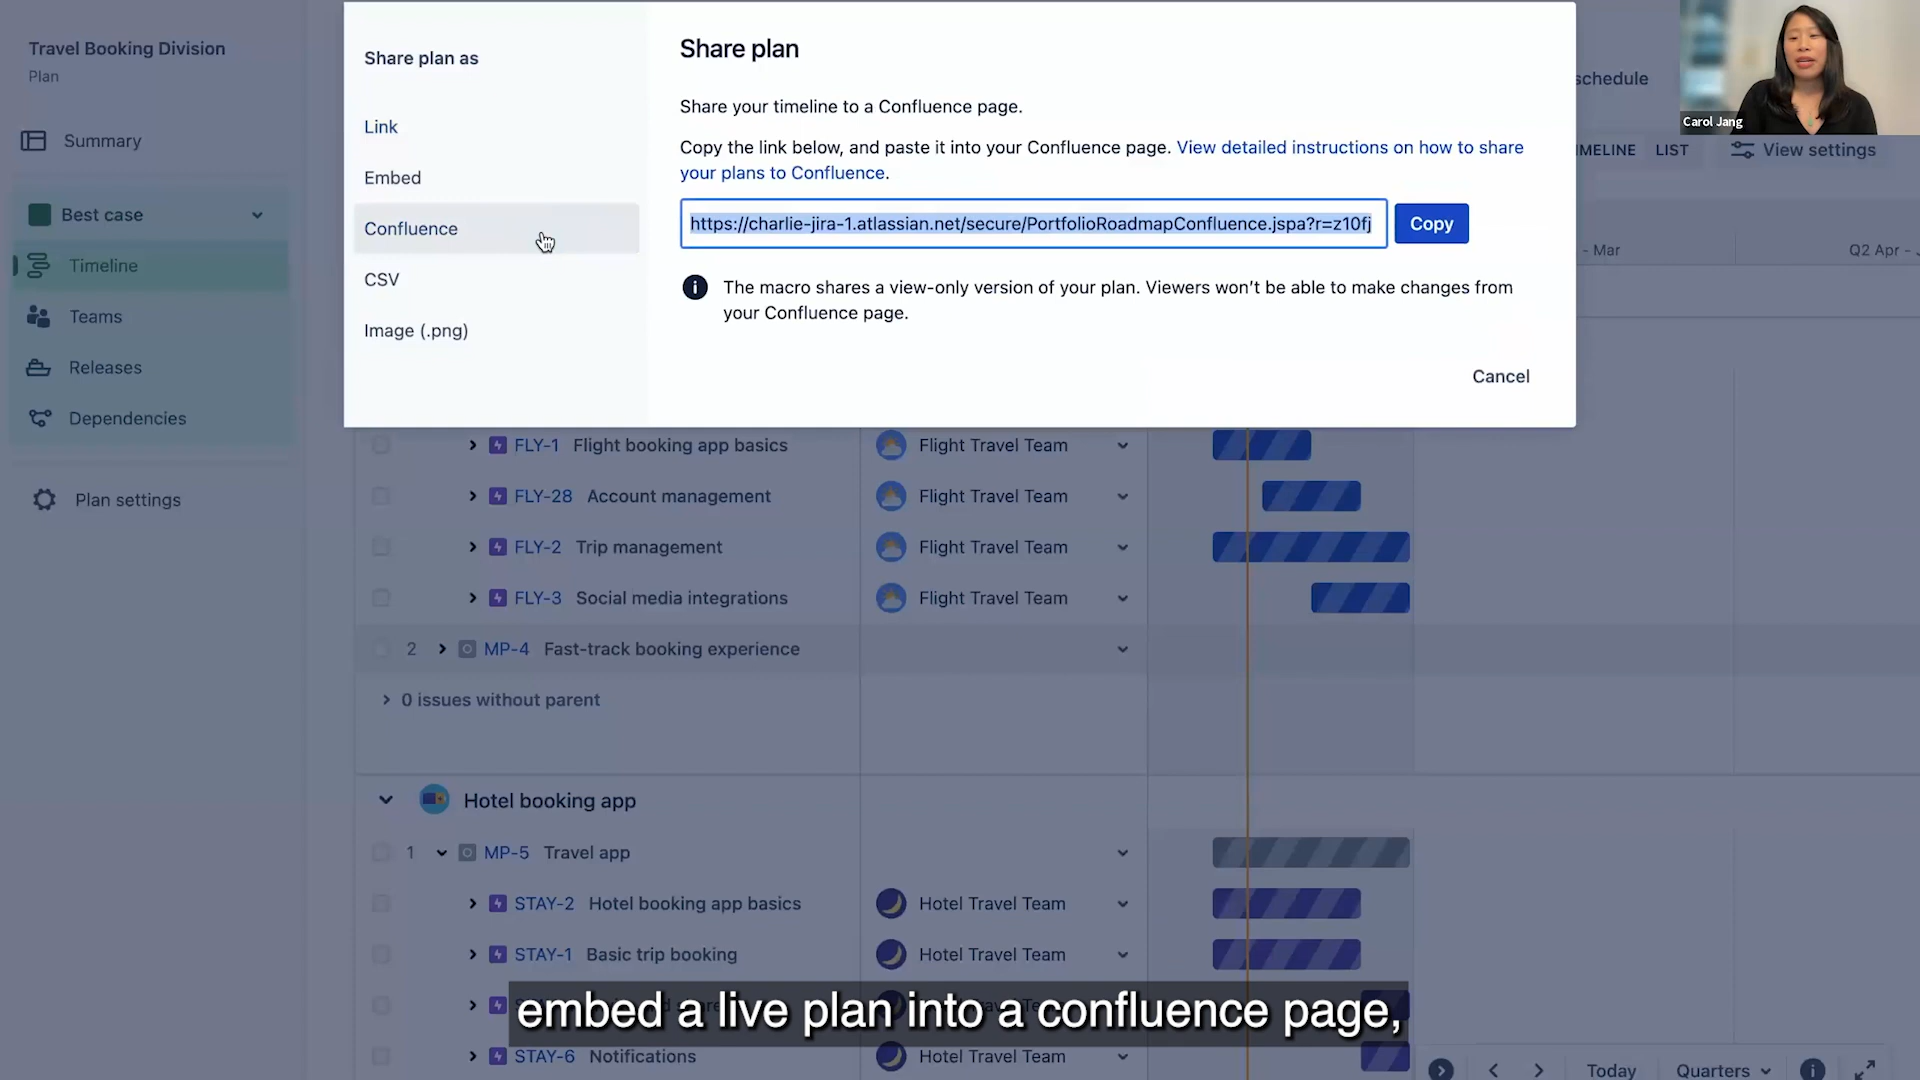 Travel Booking Division
Plan
Summary
Best case
Timeline
Teams
Releases
Dependencies
Plan settings
Share plan as
Link
Embed
Confluence
CSV
Image (.png)
Share plan
Share your timeline to a Confluence page.
Copy the link below, and paste it into your Confluence page. View detailed instructions on how to share
your plans to Confluence.
https://charlie-jira-1.atlassian.net/secure/PortfolioRoadmapConfluence.jspa?r=z10fj
Copy
The macro shares a view-only version of your plan. Viewers won't be able to make changes from
your Confluence page.
Cancel
schedule
Carol Jang
LIST
View settings
- Mar
Q2 Apr -
FLY-1 Flight booking app basics Flight Travel Team
FLY-28 Account management Flight Travel Team
FLY-2 Trip management Flight Travel Team
FLY-3 Social media integrations Flight Travel Team
2 MP-4 Fast-track booking experience
0 issues without parent
Hotel booking app
1 MP-5 Travel app
STAY-2 Hotel booking app basics Hotel Travel Team
STAY-1 Basic trip booking Hotel Travel Team
embed a live plan into a confluence page,
STAY-6 Notifications Hotel Travel Team
Today
Quarters